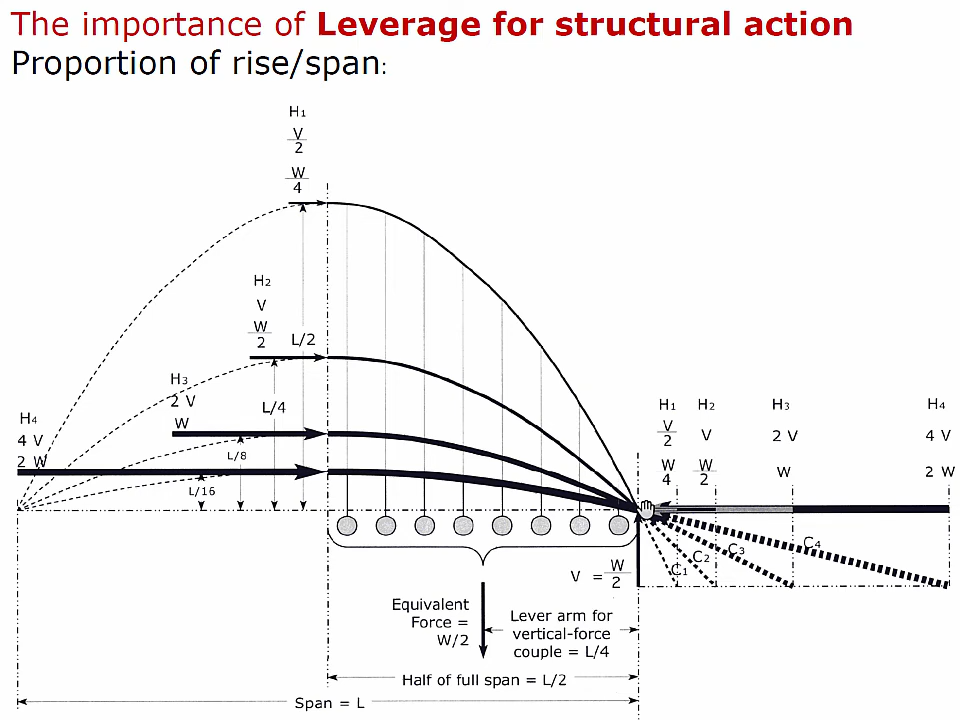 The importance of Leverage for structural action
Proportion of rise/span:
H1
V
2
W
4
H2
V
W
2
L/2
H3
2 V
W
L/4
H4
4 V
2 W
L/8
L/16
H1 H2 H3 H4
V
2
V
2 V
4 V
W
4
W
2
W
2 W
C1
C2
C3
C4
V = W
2
Equivalent
Force =
W/2
Lever arm for
vertical-force
couple = L/4
Half of full span = L/2
Span = L